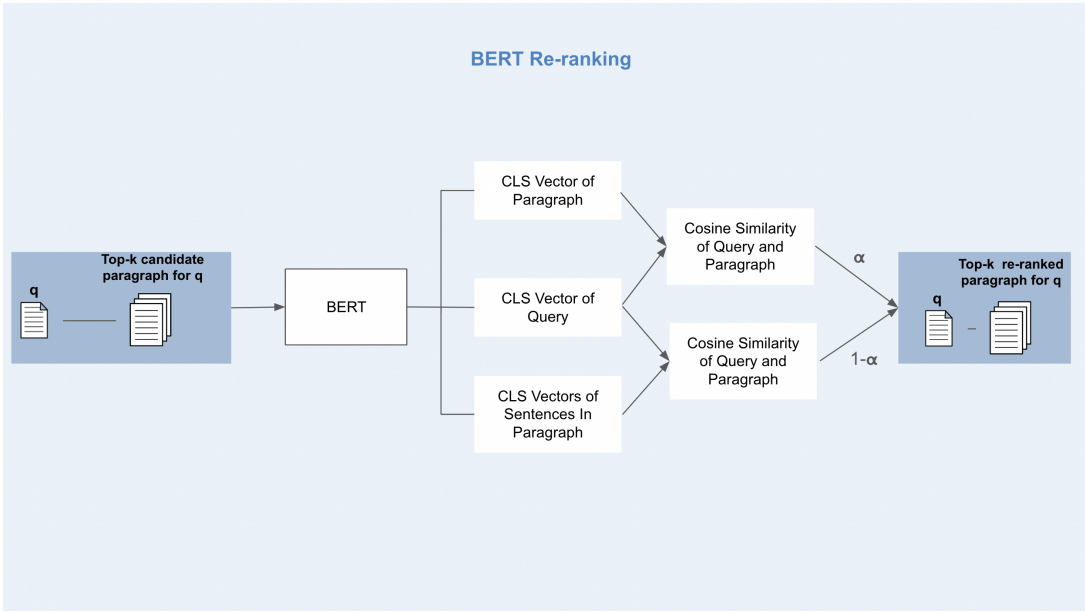 BERT Re-ranking
Top-k candidate
paragraph for q
q
BERT
CLS Vector of
Paragraph
CLS Vector of
Query
CLS Vectors of
Sentences In
Paragraph
Cosine Similarity
of Query and
Paragraph
Cosine Similarity
of Query and
Paragraph
α
1-α
Top-k re-ranked
paragraph for q
q